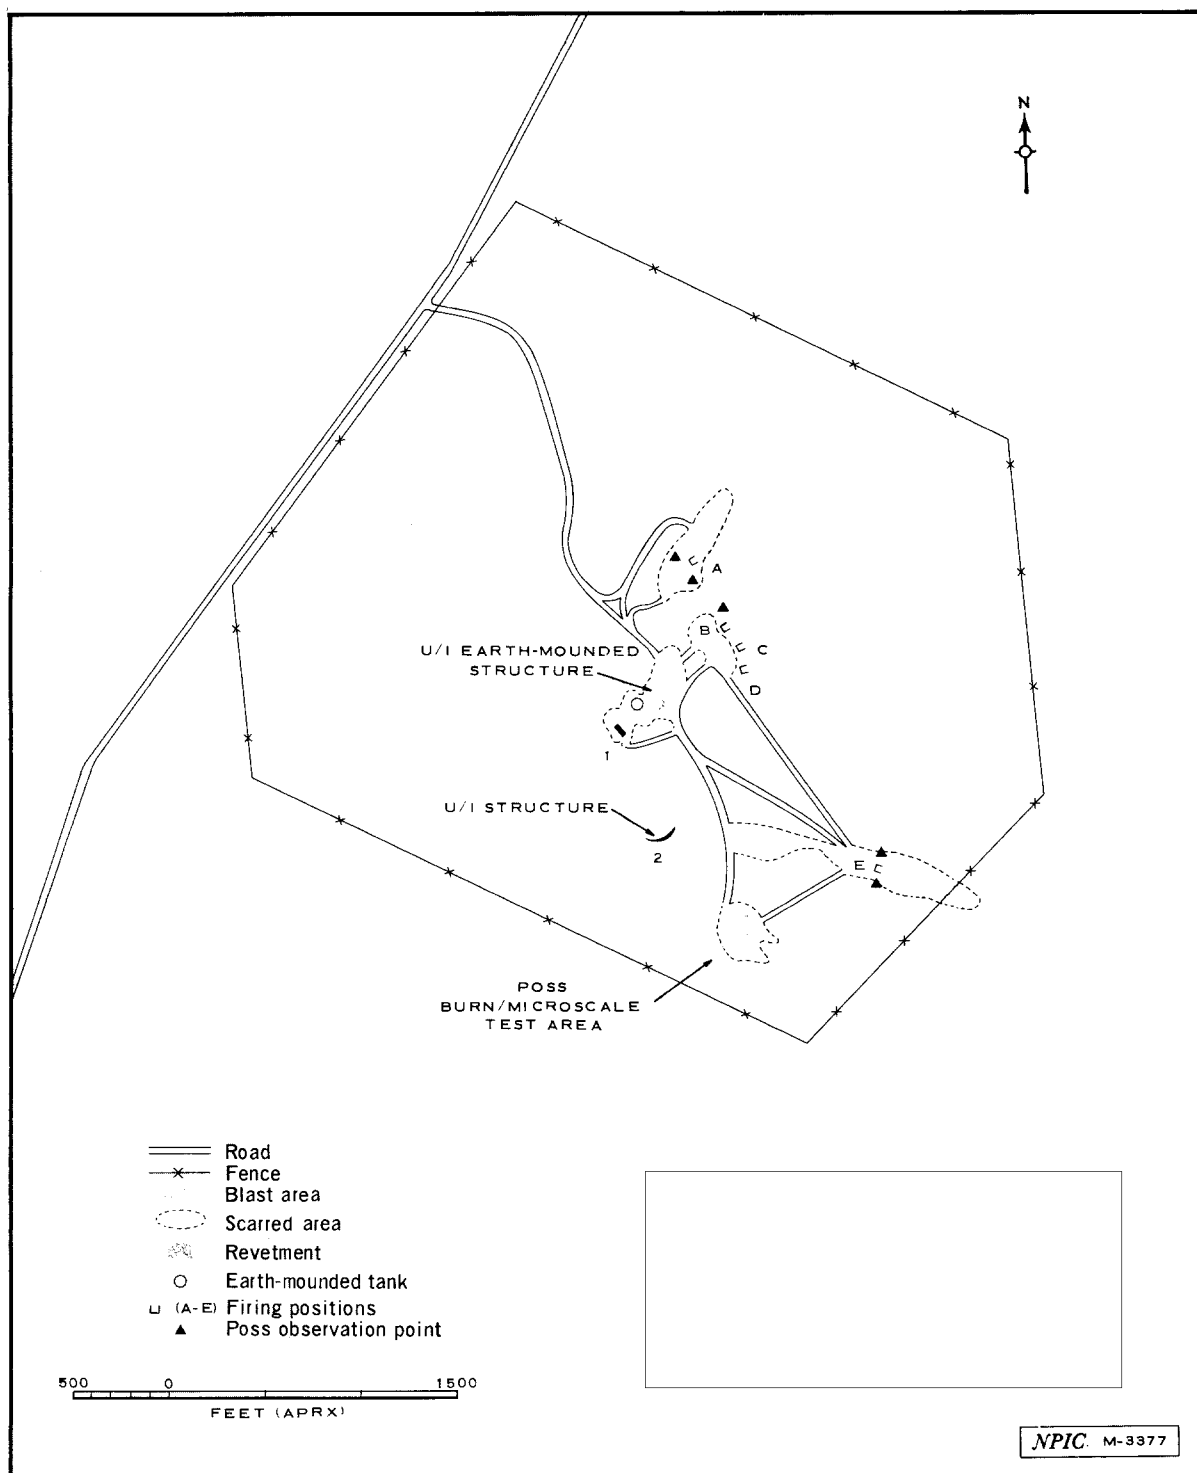 N
A
B
C
U/I EARTH-MOUNDED
STRUCTURE
D
1
U/I STRUCTURE
2
E
POSS
BURN/MICROSCALE
TEST AREA
Road
Fence
Blast area
Scarred area
Revetment
Earth-mounded tank
(A-E) Firing positions
Poss observation point
500 0 1500
FEET (APRX)
NPIC M-3377